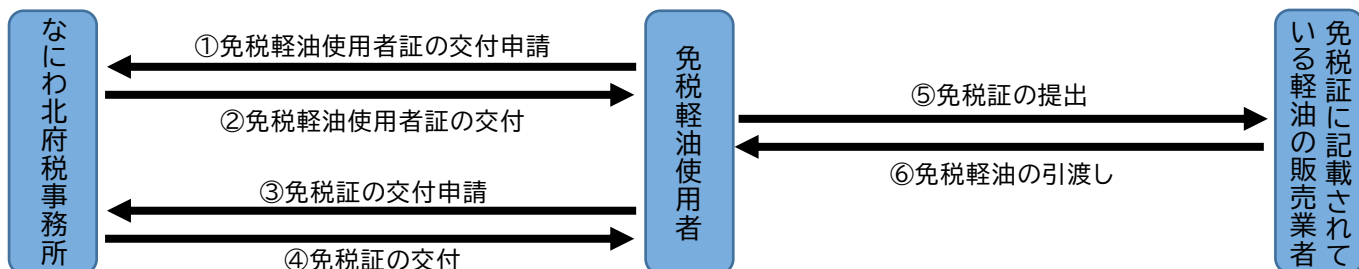 なにわ北府税事務所
①免税軽油使用者証の交付申請
②免税軽油使用者証の交付
③免税証の交付申請
④免税証の交付
免税軽油使用者
⑤免税証の提出
⑥免税軽油の引渡し
免税証に記載されて
いる軽油の販売業者